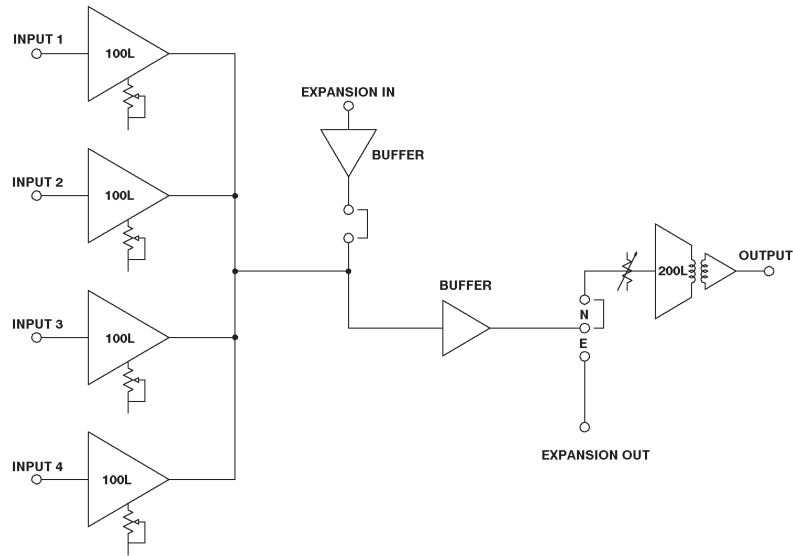 INPUT 1
100L
EXPANSION IN
BUFFER
INPUT 2
100L
BUFFER
OUTPUT
200L
N
E
INPUT 3
100L
EXPANSION OUT
INPUT 4
100L